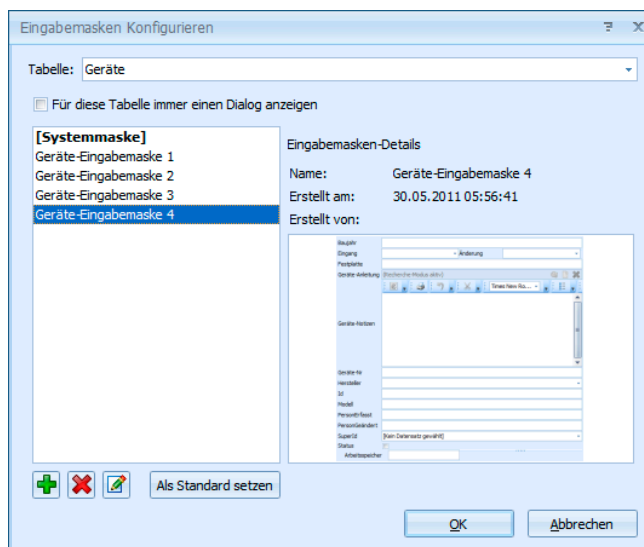 Eingabemasken Konfigurieren
Tabelle: Geräte
Für diese Tabelle immer einen Dialog anzeigen
[Systemmaske]
Geräte-Eingabemaske 1
Geräte-Eingabemaske 2
Geräte-Eingabemaske 3
Geräte-Eingabemaske 4
Eingabemasken-Details
Name: Geräte-Eingabemaske 4
Erstellt am: 30.05.2011 05:56:41
Erstellt von:
Baujahr
Eingang Änderung
Festplatte
Geräte-Anleitung [Recherche-Modus aktiv]
Times New Ro...
Geräte-Notizen
Geräte-Nr
Hersteller
Id
Modell
PersonErfasst
PersonGeändert
SuperId [Kein Datensatz gewählt]
Status
Arbeitsspeicher
Als Standard setzen
OK Abbrechen